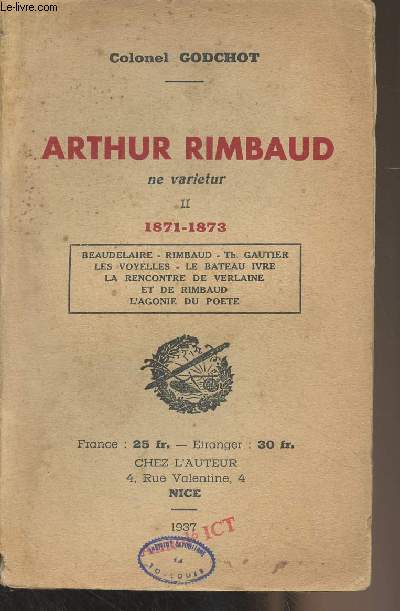 le-livre.com
Colonel GODCHOT
ARTHUR RIMBAUD
ne varietur
II
1871-1873
BEAUDELAIRE - RIMBAUD - Th. GAUTIER
LES VOYELLES - LE BATEAU IVRE
LA RENCONTRE DE VERLAINE
ET DE RIMBAUD
L'AGONIE DU POETE
France : 25 fr. — Etranger : 30 fr.
CHEZ L'AUTEUR
4, Rue Valentine, 4
NICE
1937
ICT